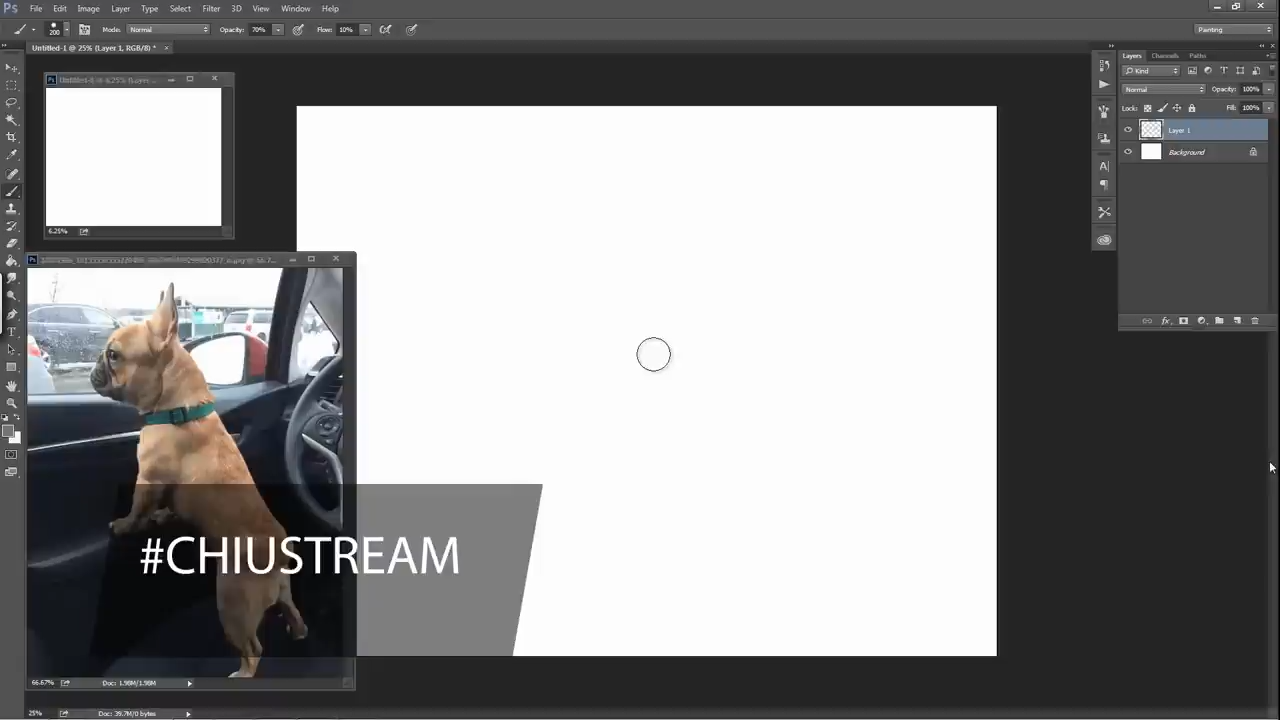 Ps File Edit Image Layer Type Select Filter 3D View Window Help
200 Mode: Normal Opacity: 70% Flow: 10% Painting
Untitled-1 @ 25% (Layer 1, RGB/8) *
Layers Channels Paths
Kind
Normal Opacity: 100%
Lock: Fill: 100%
Layer 1
Background
6.25%
#CHIUSTREAM
66.67% Doc: 1.98M/1.98M
25% Doc: 39.7M/0 bytes